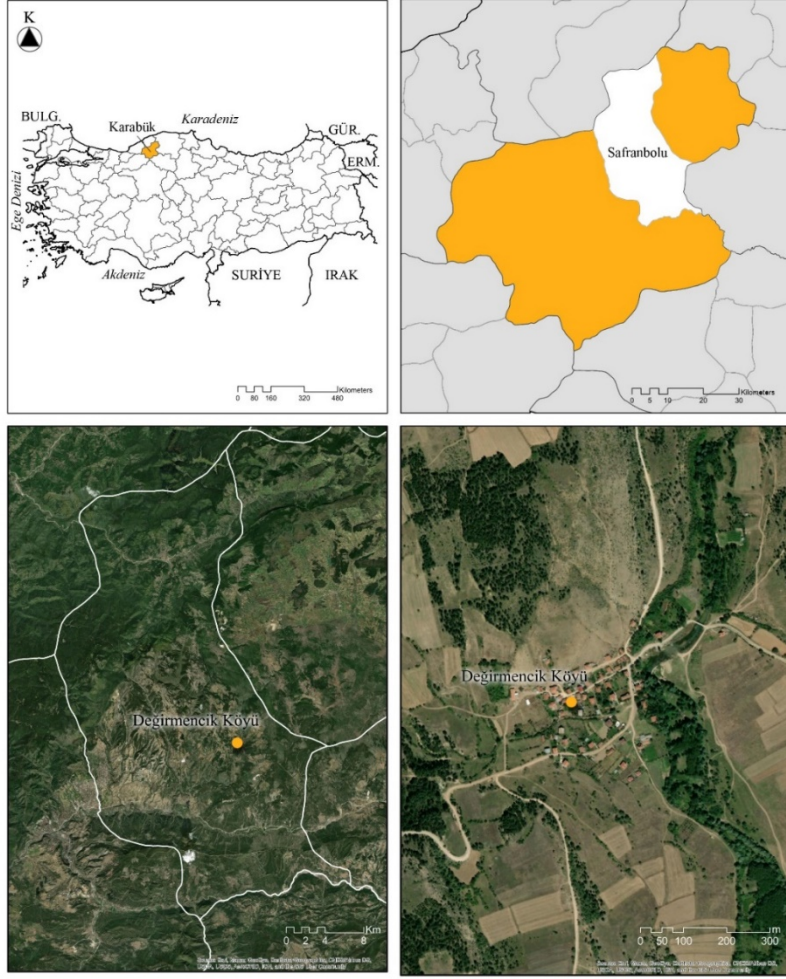 K
BULG.
Karabük
Karadeniz
GÜR.
ERM.
Ege Denizi
Akdeniz
SURİYE
IRAK
Kilometers
0 80 160 320 480
Safranbolu
Kilometers
0 5 10 20 30
Değirmencik Köyü
Km
0 2 4 8
Değirmencik Köyü
m
0 50 100 200 300